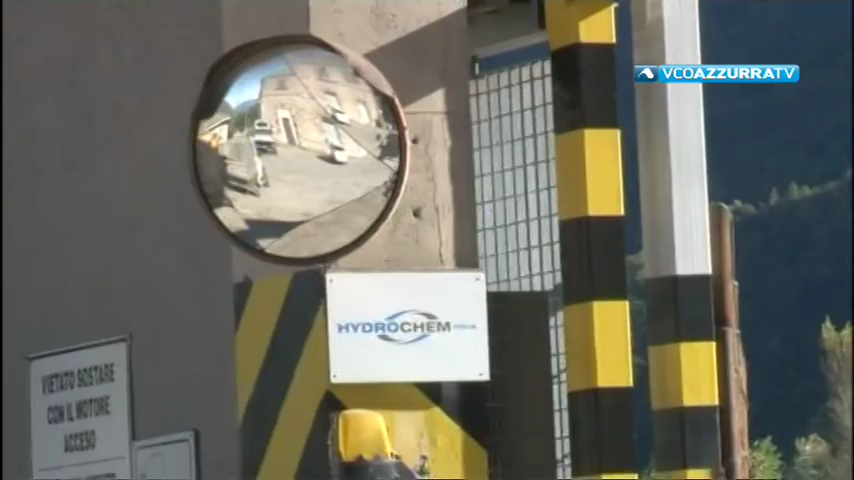 VCOAZZURRATV
HYDROCHEM
VIETATO SOSTARE
CON IL MOTORE
ACCESO